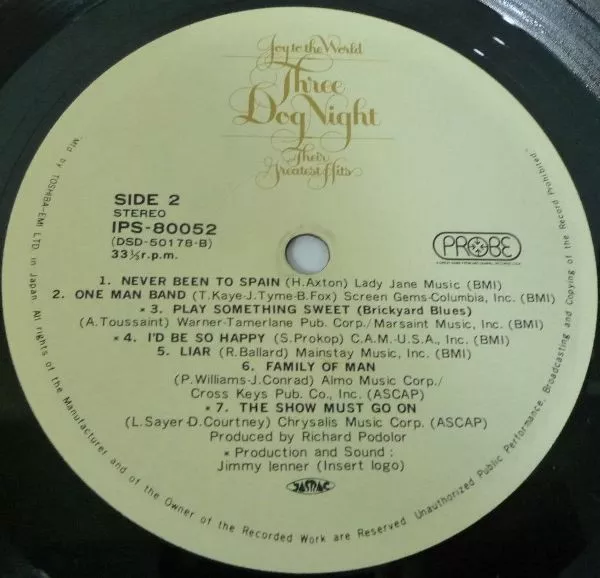 Joy to the World
Three
Dog Night
Their
Greatest Hits
SIDE 2
STEREO
IPS-80052
(DSD-50178-B)
33⅓r.p.m.
PROBE
1. NEVER BEEN TO SPAIN (H.Axton) Lady Jane Music (BMI)
2. ONE MAN BAND (T.Kaye-J.Tyme-B.Fox) Screen Gems-Columbia, Inc. (BMI)
*3. PLAY SOMETHING SWEET (Brickyard Blues)
(A.Toussaint) Warner-Tamerlane Pub. Corp./Marsaint Music, Inc. (BMI)
*4. I'D BE SO HAPPY (S.Prokop) C.A.M.-U.S.A., Inc. (BMI)
5. LIAR (R.Ballard) Mainstay Music, Inc. (BMI)
6. FAMILY OF MAN
(P.Williams-J.Conrad) Almo Music Corp./
Cross Keys Pub. Co., Inc. (ASCAP)
*7. THE SHOW MUST GO ON
(L.Sayer-D.Courtney) Chrysalis Music Corp. (ASCAP)
Produced by Richard Podolor
* Production and Sound :
Jimmy Ienner (Insert logo)
JASRAC
Mfd by TOSHIBA-EMI LTD in Japan All rights of the Manufacturer and of the Owner of the Recorded Work are Reserved Unauthorized Public Performance, Broadcasting and Copying of the Record Prohibited"